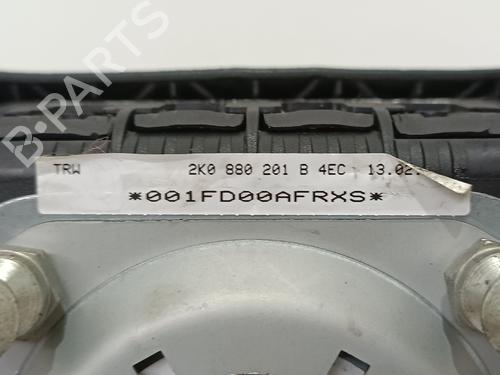 B-PARTS
TRW 2K0 880 201 B 4EC 13.02.
*001FD00AFRXS*